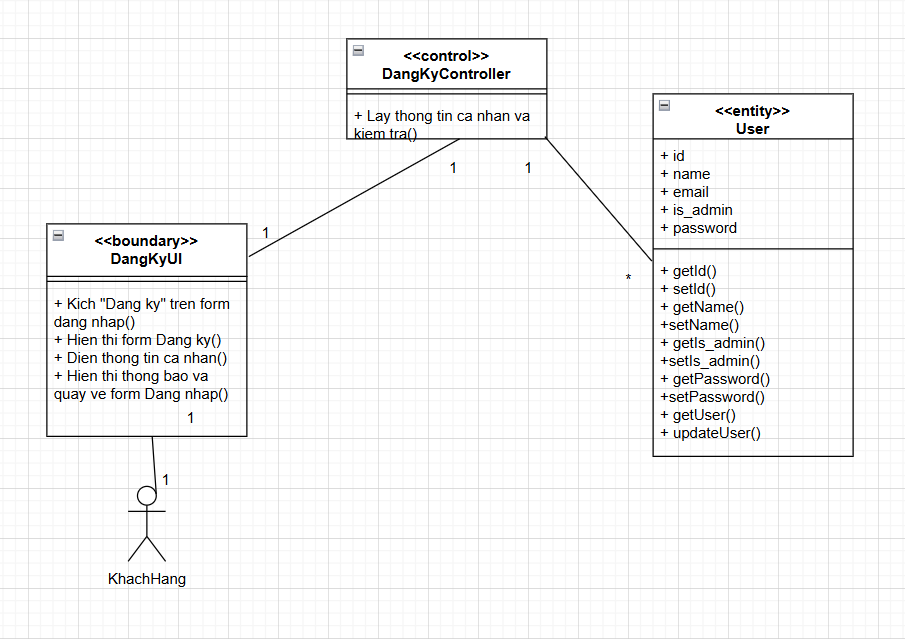 <<control>>
DangKyController
+ Lay thong tin ca nhan va
kiem tra()
1
1
<<entity>>
User
+ id
+ name
+ email
+ is_admin
+ password
+ getId()
+ setId()
+ getName()
+setName()
+ getIs_admin()
+setIs_admin()
+ getPassword()
+setPassword()
+ getUser()
+ updateUser()
*
1
<<boundary>>
DangKyUI
+ Kich "Dang ky" tren form
dang nhap()
+ Hien thi form Dang ky()
+ Dien thong tin ca nhan()
+ Hien thi thong bao va
quay ve form Dang nhap()
1
1
KhachHang